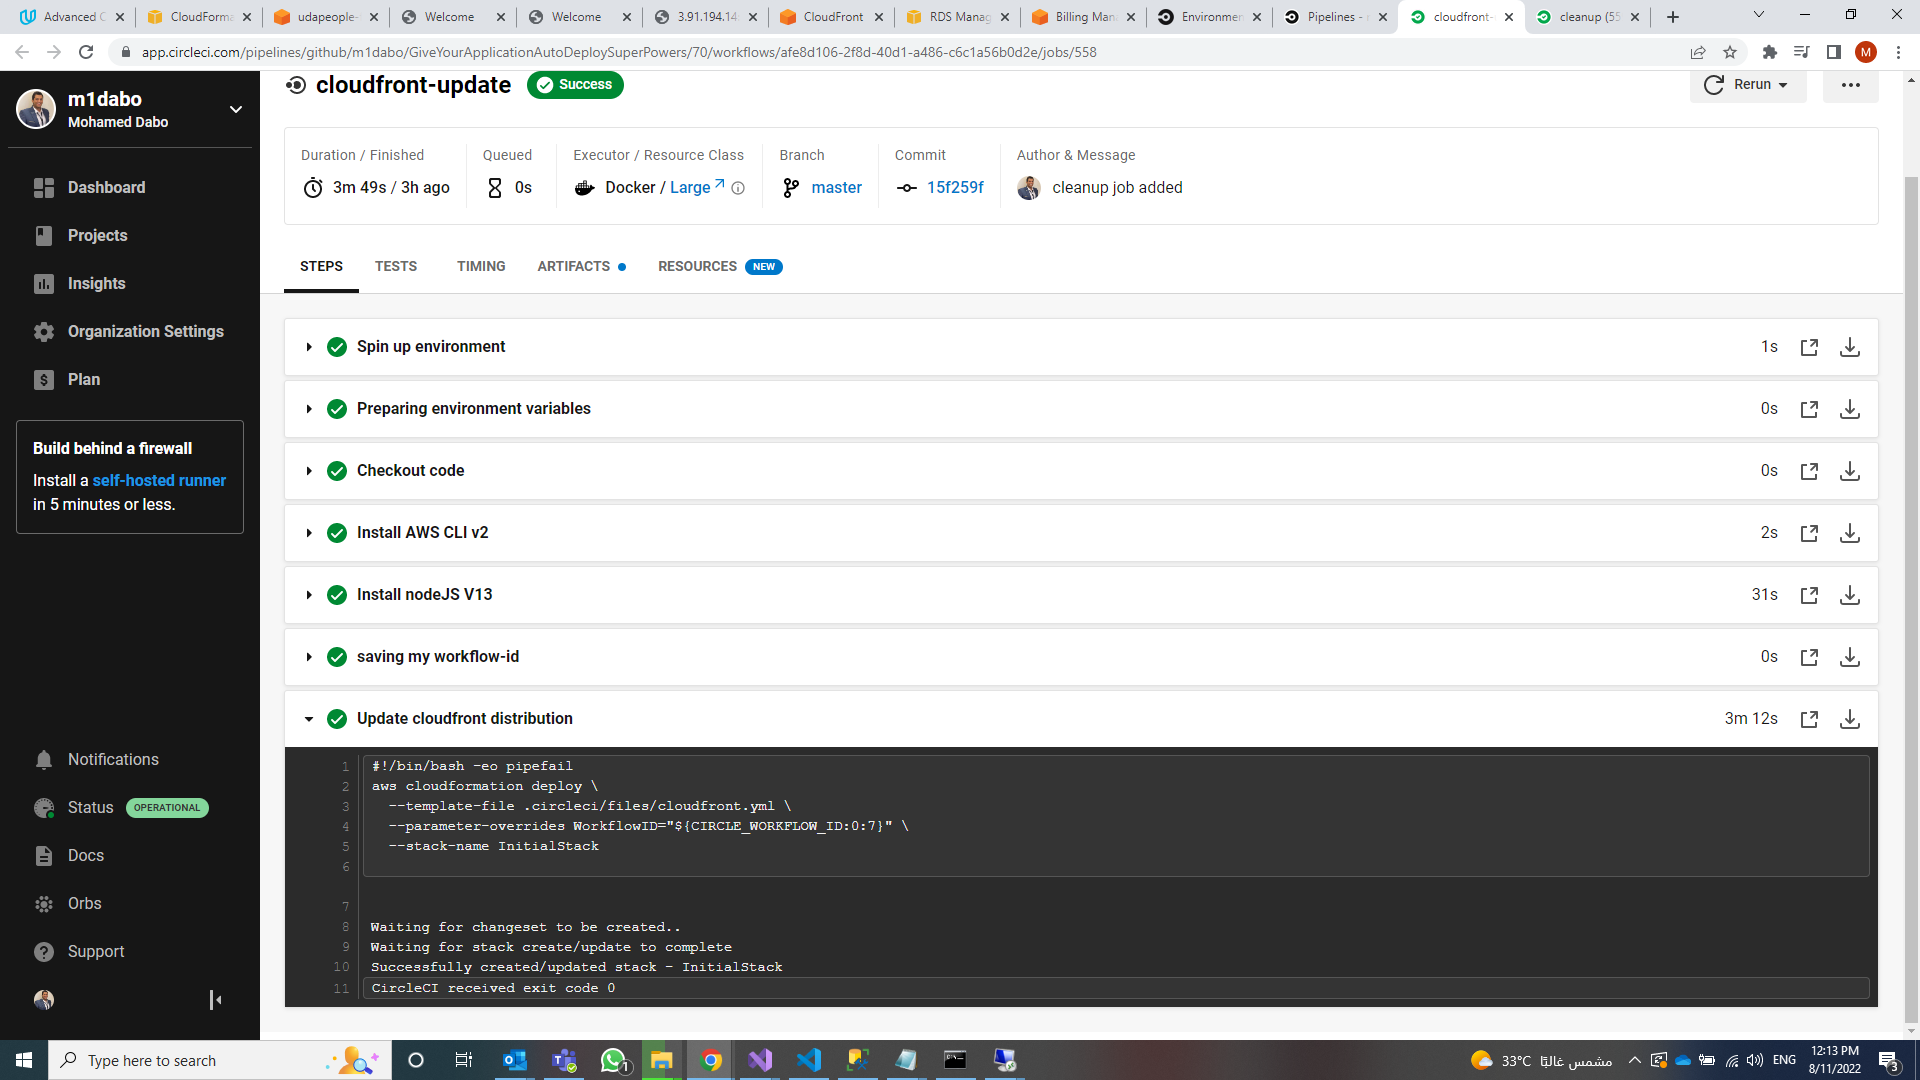 Advanced C
CloudForma
udapeople-
Welcome
Welcome
3.91.194.14
CloudFront
RDS Manag
Billing Man
Environmen
Pipelines -
cloudfront-
cleanup (55
app.circleci.com/pipelines/github/m1dabo/GiveYourApplicationAutoDeploySuperPowers/70/workflows/afe8d106-2f8d-40d1-a486-c6c1a56b0d2e/jobs/558
M
m1dabo
Mohamed Dabo
Dashboard
Projects
Insights
Organization Settings
Plan
Build behind a firewall
Install a self-hosted runner
in 5 minutes or less.
Notifications
Status OPERATIONAL
Docs
Orbs
Support
cloudfront-update Success
Rerun
Duration / Finished
3m 49s / 3h ago
Queued
0s
Executor / Resource Class
Docker / Large
Branch
master
Commit
15f259f
Author & Message
cleanup job added
STEPS TESTS TIMING ARTIFACTS RESOURCES NEW
Spin up environment 1s
Preparing environment variables 0s
Checkout code 0s
Install AWS CLI v2 2s
Install nodeJS V13 31s
saving my workflow-id 0s
Update cloudfront distribution 3m 12s
1 #!/bin/bash -eo pipefail
2 aws cloudformation deploy \
3 --template-file .circleci/files/cloudfront.yml \
4 --parameter-overrides WorkflowID="${CIRCLE_WORKFLOW_ID:0:7}" \
5 --stack-name InitialStack
6
7
8 Waiting for changeset to be created..
9 Waiting for stack create/update to complete
10 Successfully created/updated stack - InitialStack
11 CircleCI received exit code 0
Type here to search
1
33°C مشمس غالبًا
ENG
12:13 PM
8/11/2022
3